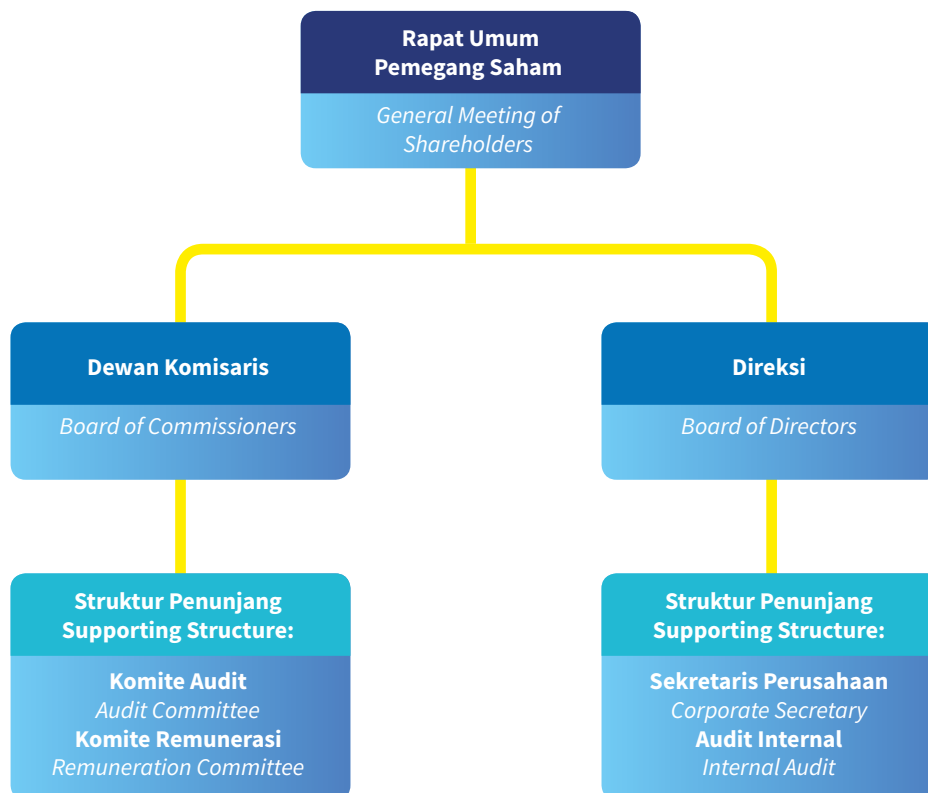 Rapat Umum
Pemegang Saham
General Meeting of
Shareholders
Dewan Komisaris
Board of Commissioners
Direksi
Board of Directors
Struktur Penunjang
Supporting Structure:
Komite Audit
Audit Committee
Komite Remunerasi
Remuneration Committee
Struktur Penunjang
Supporting Structure:
Sekretaris Perusahaan
Corporate Secretary
Audit Internal
Internal Audit